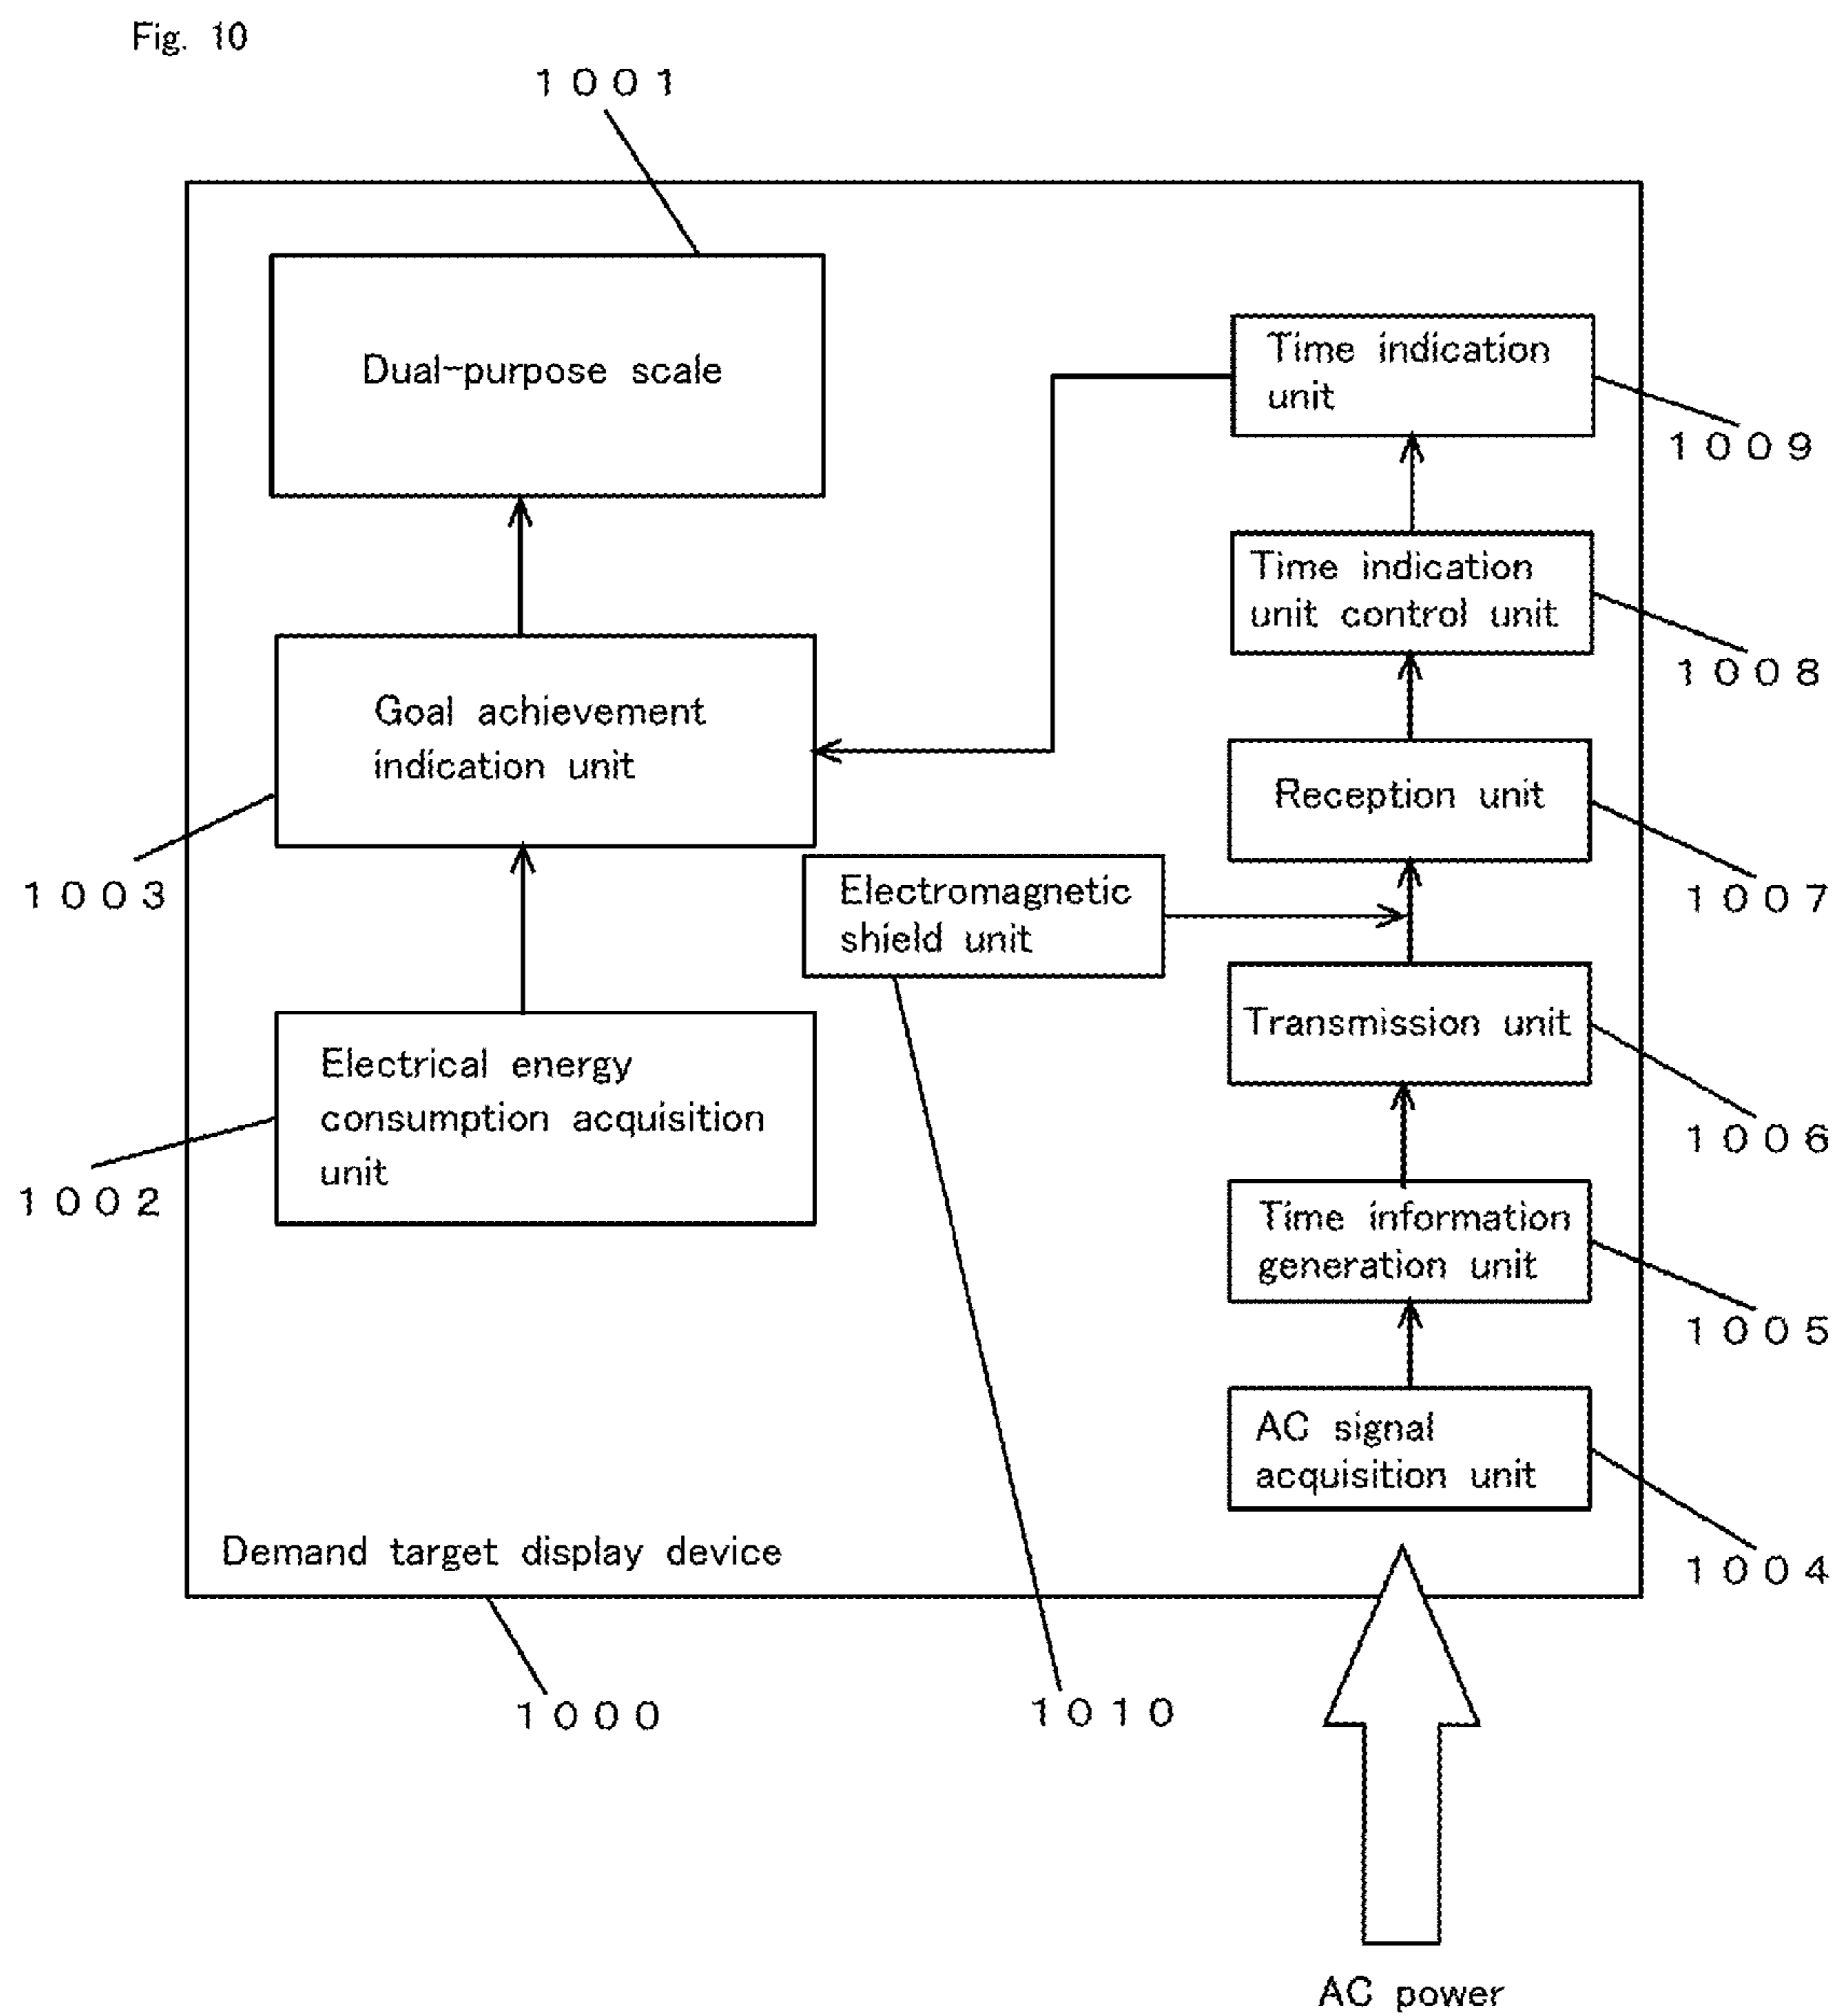 Fig. 10
1001
Dual-purpose scale
Time indication
unit
1009
Time indication
unit control unit
1008
Goal achievement
indication unit
1003
Reception unit
1007
Electromagnetic
shield unit
Transmission unit
1006
Electrical energy
consumption acquisition
unit
1002
Time information
generation unit
1005
AC signal
acquisition unit
1004
Demand target display device
1000
1010
AC power